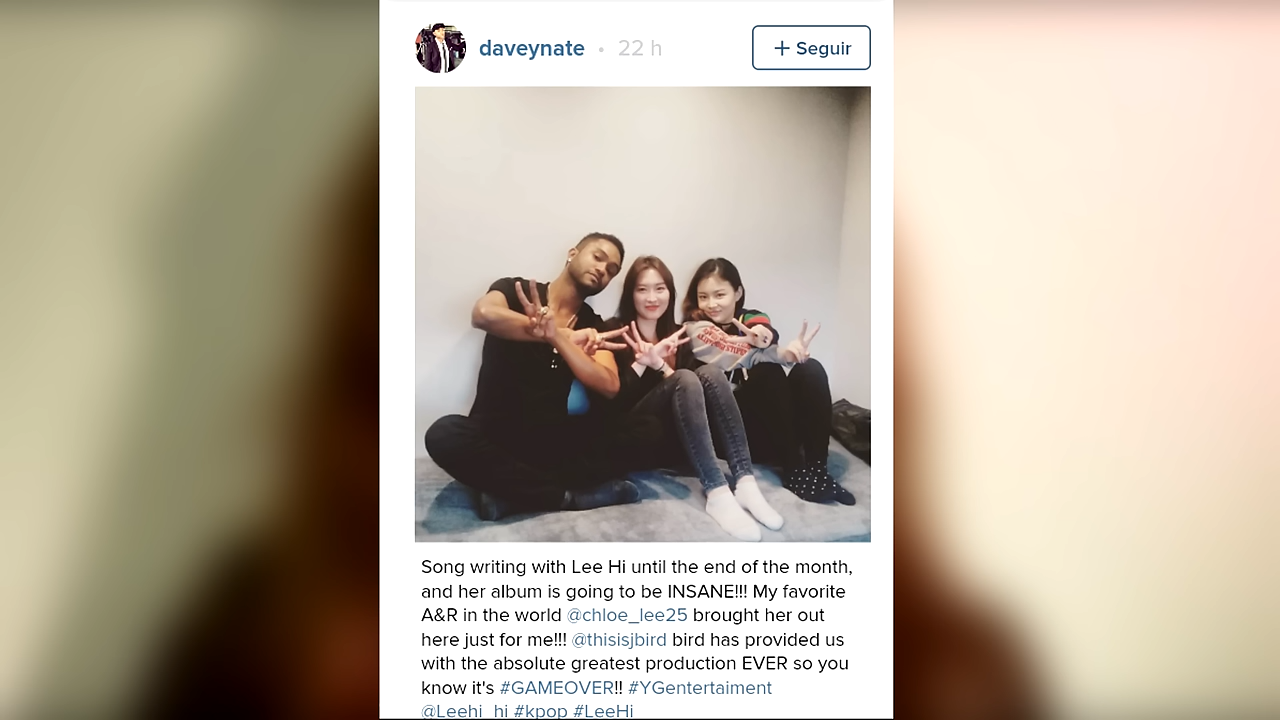 daveynate • 22 h
+ Seguir
Song writing with Lee Hi until the end of the month,
and her album is going to be INSANE!!! My favorite
A&R in the world @chloe_lee25 brought her out
here just for me!!! @thisisjbird bird has provided us
with the absolute greatest production EVER so you
know it's #GAMEOVER!! #YGentertaiment
@Leehi_hi #kpop #LeeHi